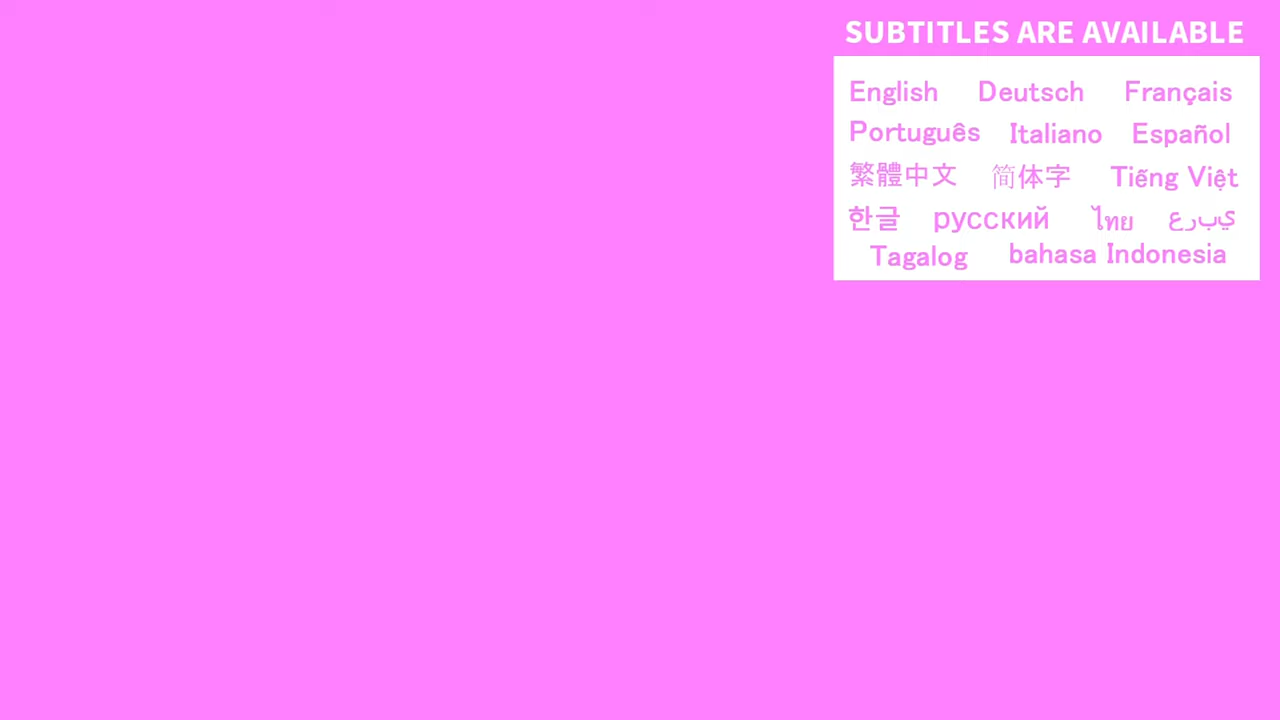 SUBTITLES ARE AVAILABLE
English Deutsch Français
Português Italiano Español
繁體中文 简体字 Tiếng Việt
한글 русский ไทย ي‌ب‌ر‌ع
Tagalog bahasa Indonesia